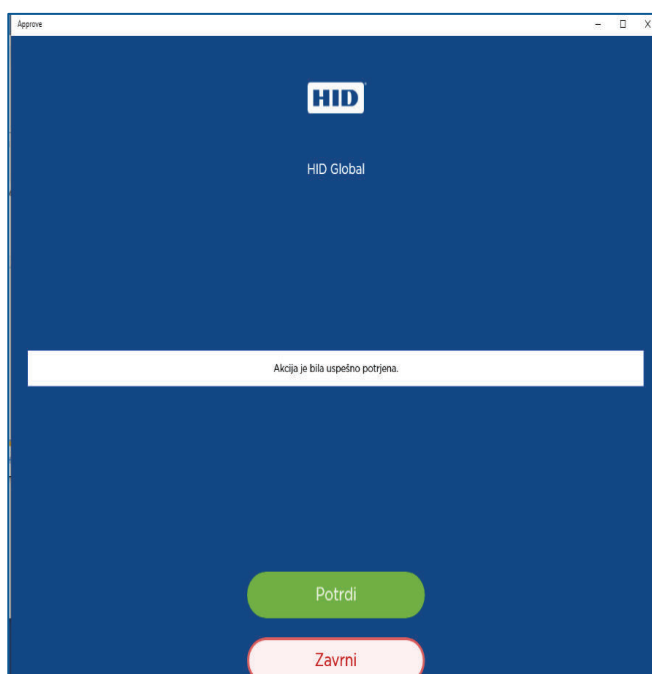 Approve
HID
HID Global
Akcija je bila uspešno potrjena.
Potrdi
Zavrni